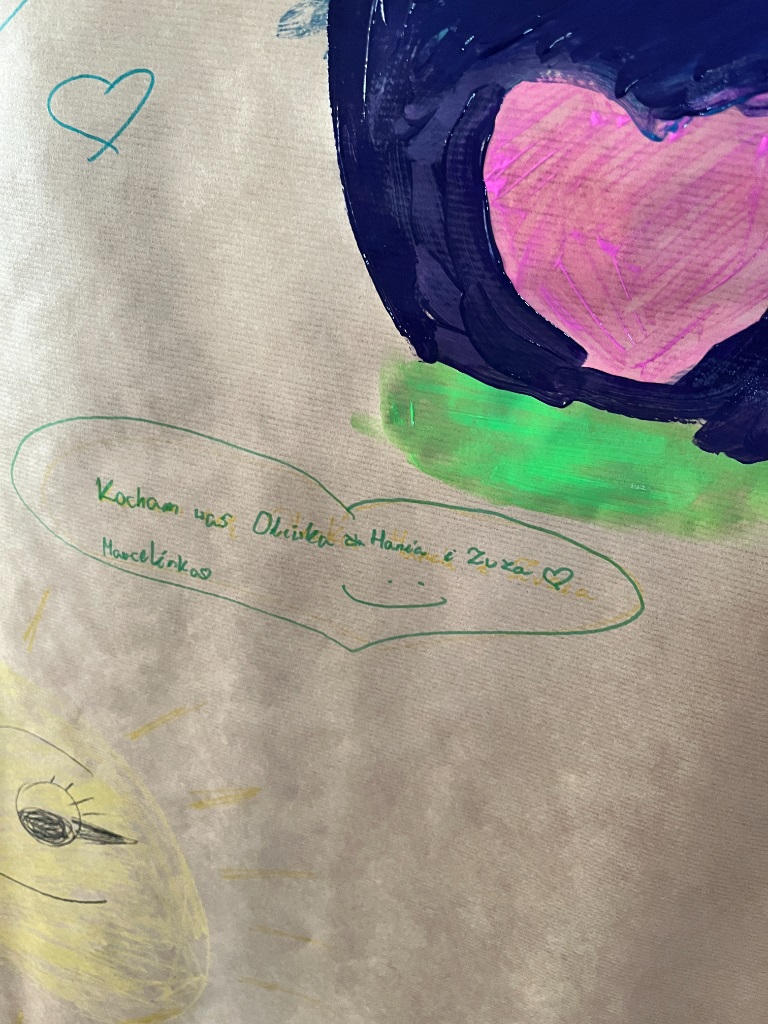 Kocham was Oliwka Hania i Zuza ♡
Marcelinka♡